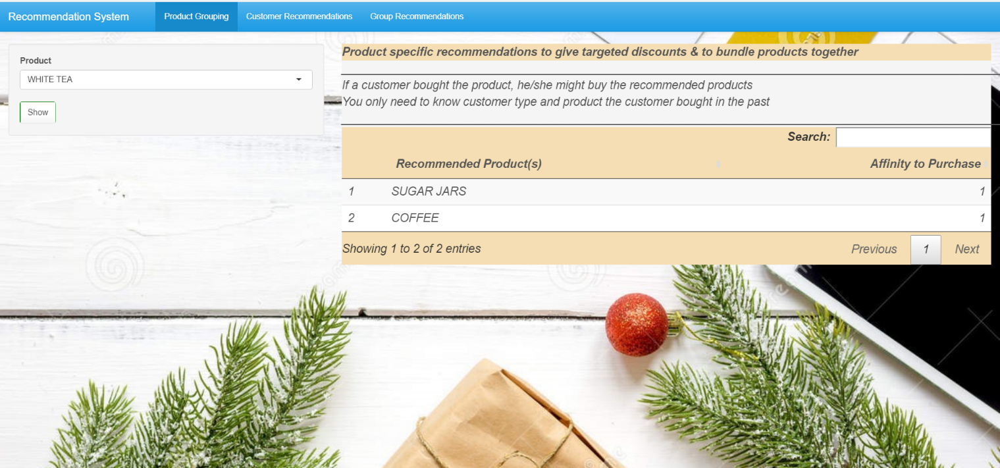 Recommendation System
Product Grouping
Customer Recommendations
Group Recommendations
Product
WHITE TEA
Show
Product specific recommendations to give targeted discounts & to bundle products together
If a customer bought the product, he/she might buy the recommended products
You only need to know customer type and product the customer bought in the past
Search:
Recommended Product(s) Affinity to Purchase
1 SUGAR JARS 1
2 COFFEE 1
Showing 1 to 2 of 2 entries
Previous 1 Next